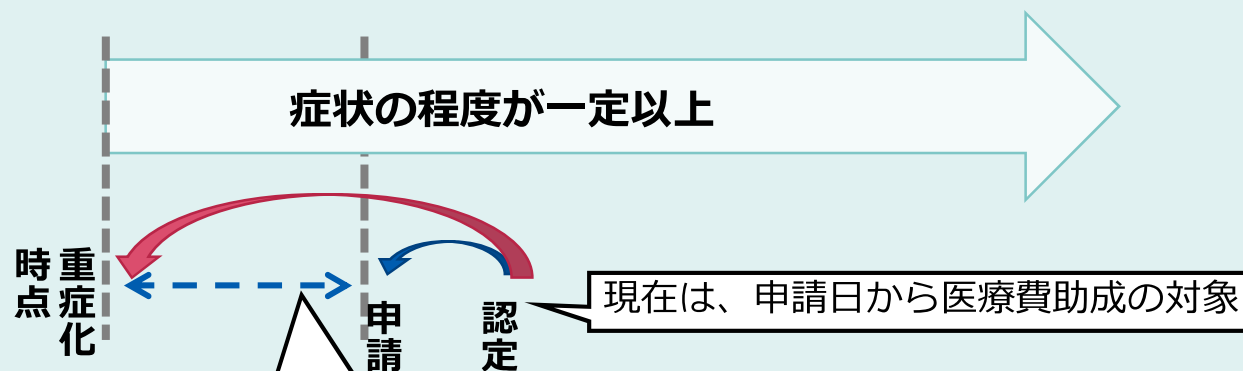 症状の程度が一定以上
重症化
時点
申請
認定
現在は、申請日から医療費助成の対象